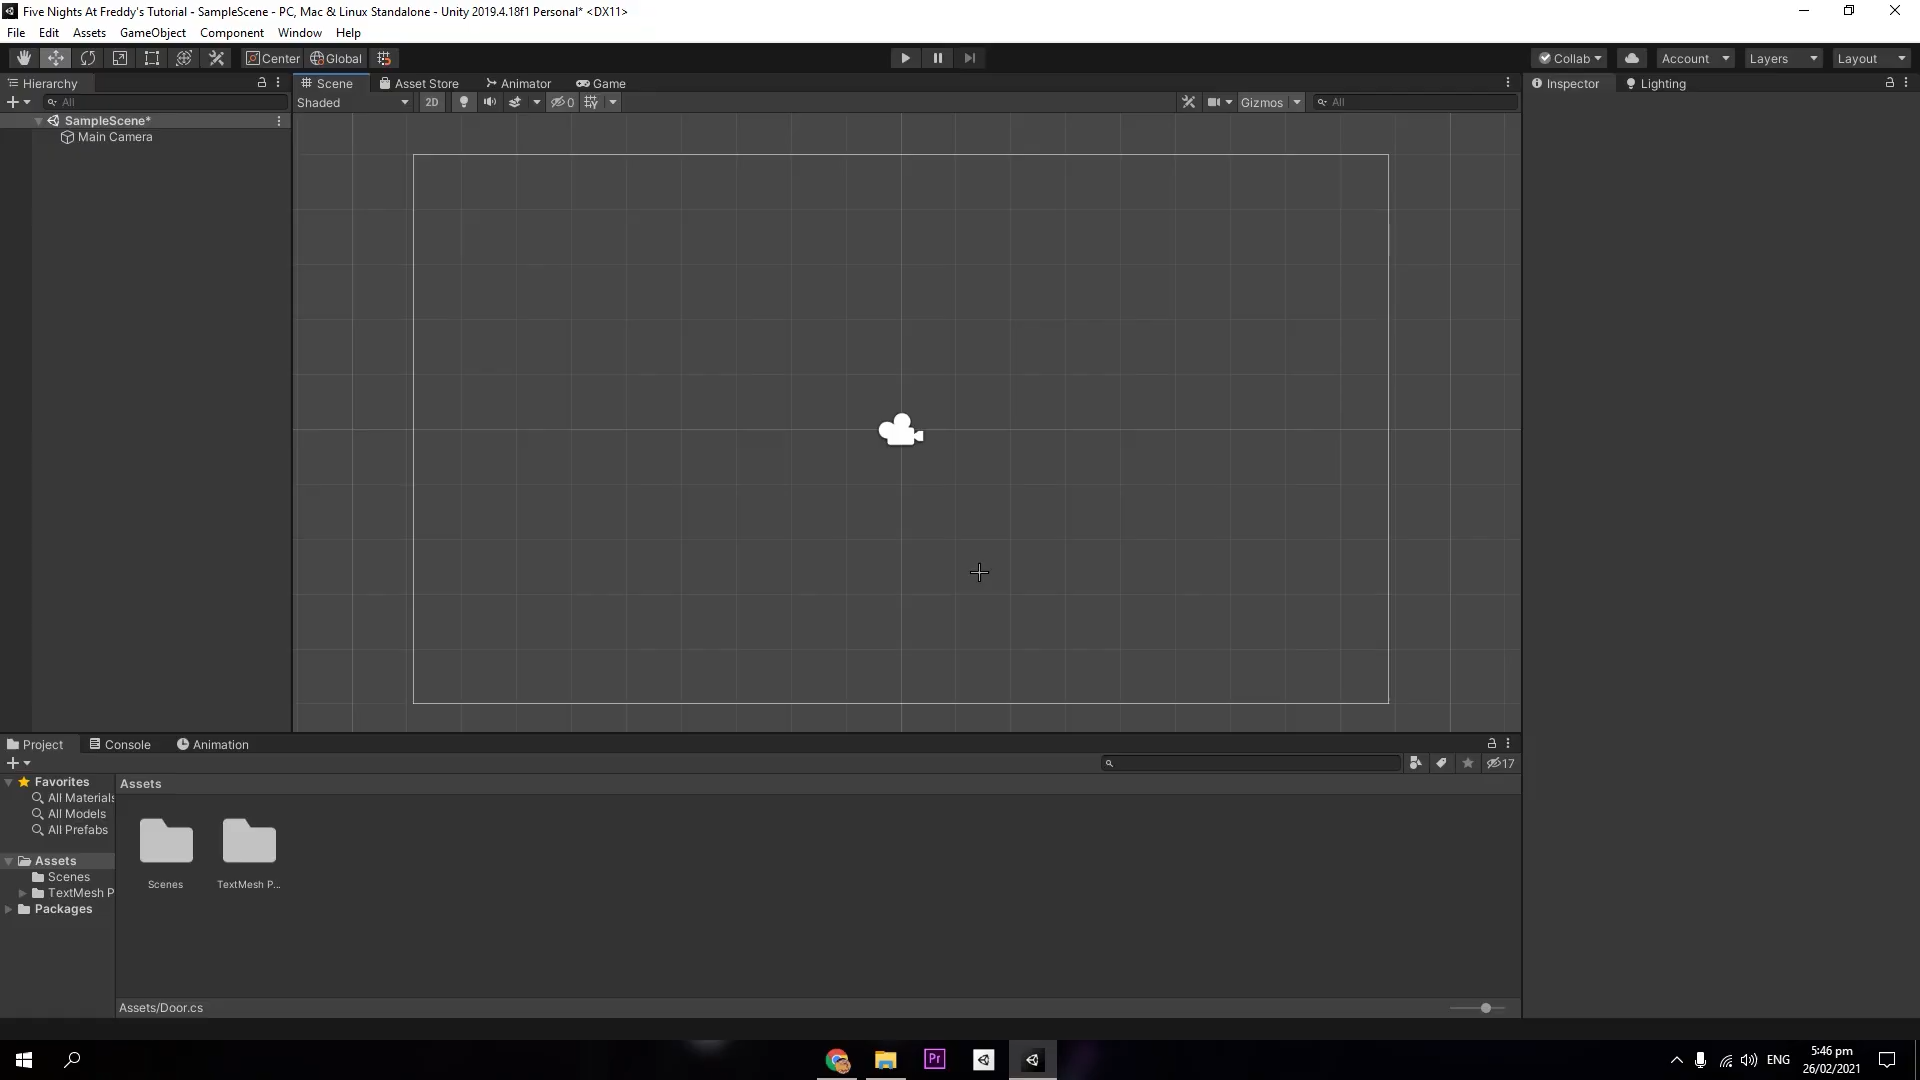 Five Nights At Freddy's Tutorial - SampleScene - PC, Mac & Linux Standalone - Unity 2019.4.18f1 Personal* <DX11>
File Edit Assets GameObject Component Window Help
Center Global Collab Account Layers Layout
Hierarchy Scene Asset Store Animator Game Inspector Lighting
All Shaded 2D 0 Gizmos All
SampleScene*
Main Camera
Project Console Animation
17
Favorites Assets
All Materials
All Models
All Prefabs
Scenes TextMesh P...
Assets
Scenes
TextMesh P
Packages
Assets/Door.cs
Pr ENG 5:46 pm
26/02/2021